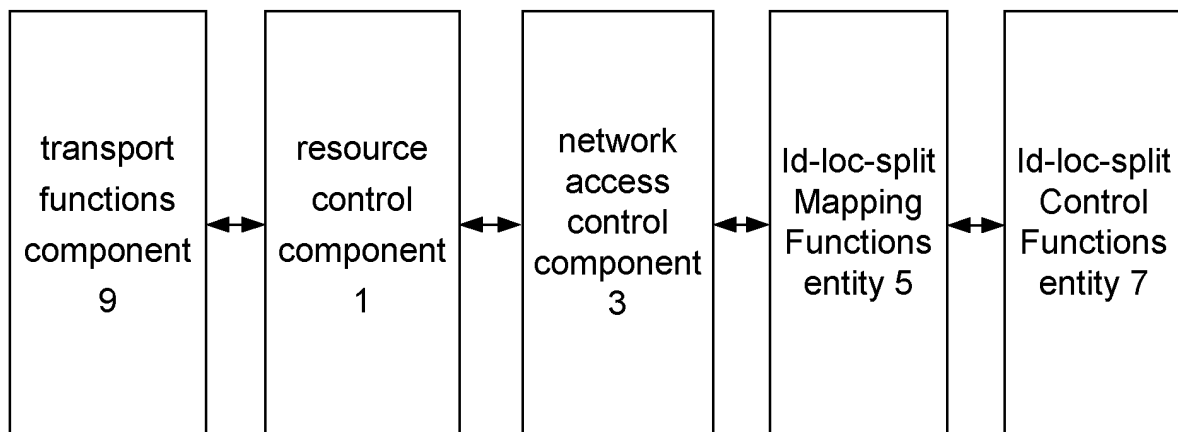 transport
functions
component
9
resource
control
component
1
network
access
control
component
3
Id-loc-split
Mapping
Functions
entity 5
Id-loc-split
Control
Functions
entity 7